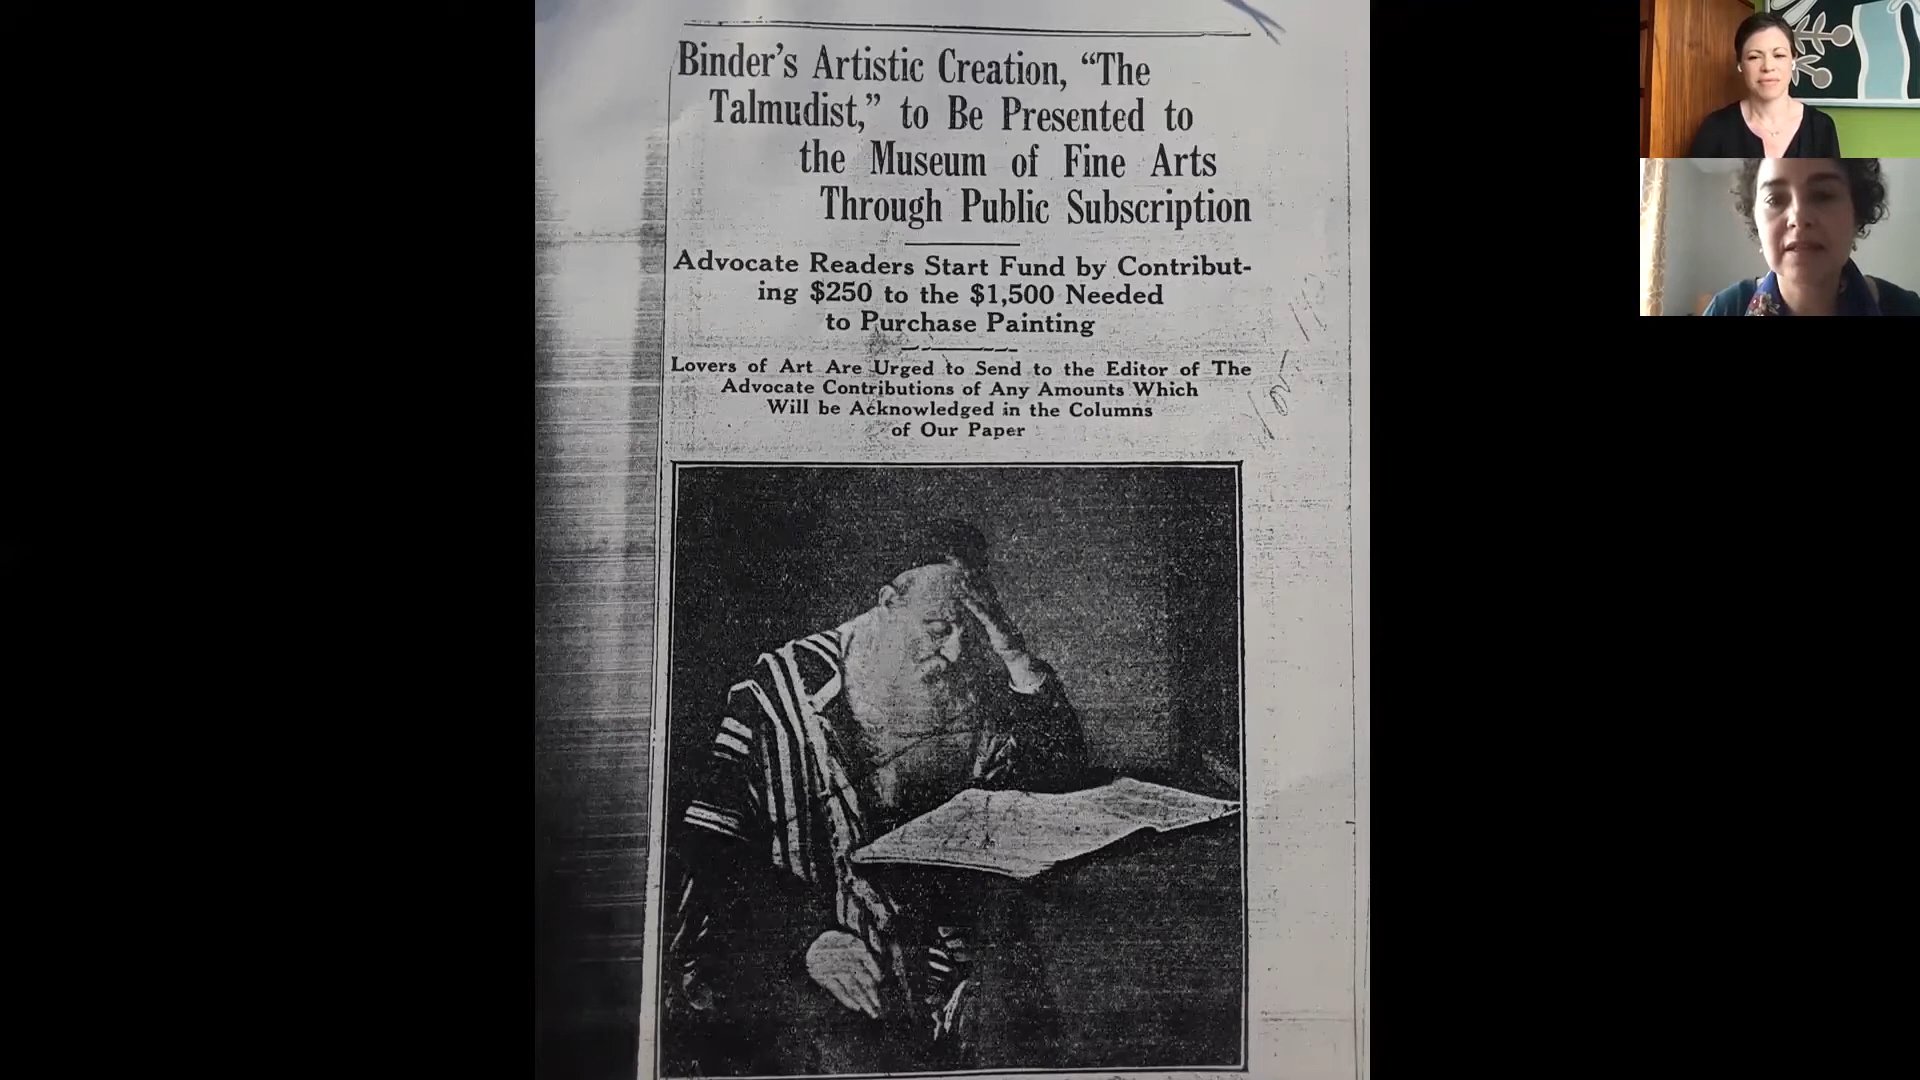 Binder's Artistic Creation, “The
Talmudist,” to Be Presented to
the Museum of Fine Arts
Through Public Subscription
Advocate Readers Start Fund by Contribut-
ing $250 to the $1,500 Needed
to Purchase Painting
Lovers of Art Are Urged to Send to the Editor of The
Advocate Contributions of Any Amounts Which
Will be Acknowledged in the Columns
of Our Paper